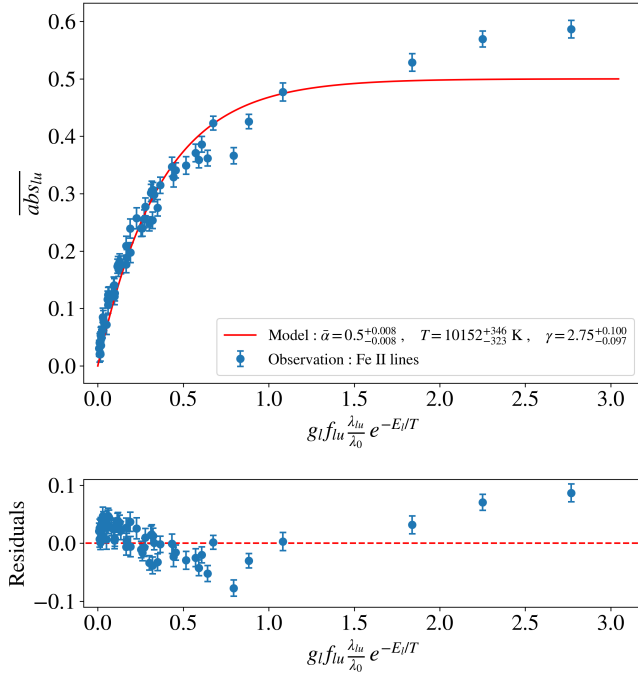 0.6
0.5
0.4
0.3
0.2
0.1
0.0
$\overline{abs_{lu}}$
Model : $\bar{\alpha} = 0.5^{+0.008}_{-0.008}$ , $T = 10152^{+346}_{-323}$ K , $\gamma = 2.75^{+0.100}_{-0.097}$
Observation : Fe II lines
0.0 0.5 1.0 1.5 2.0 2.5 3.0
$g_l f_{lu} \frac{\lambda_{lu}}{\lambda_0} e^{-E_l/T}$
0.1
0.0
−0.1
Residuals
0.0 0.5 1.0 1.5 2.0 2.5 3.0
$g_l f_{lu} \frac{\lambda_{lu}}{\lambda_0} e^{-E_l/T}$